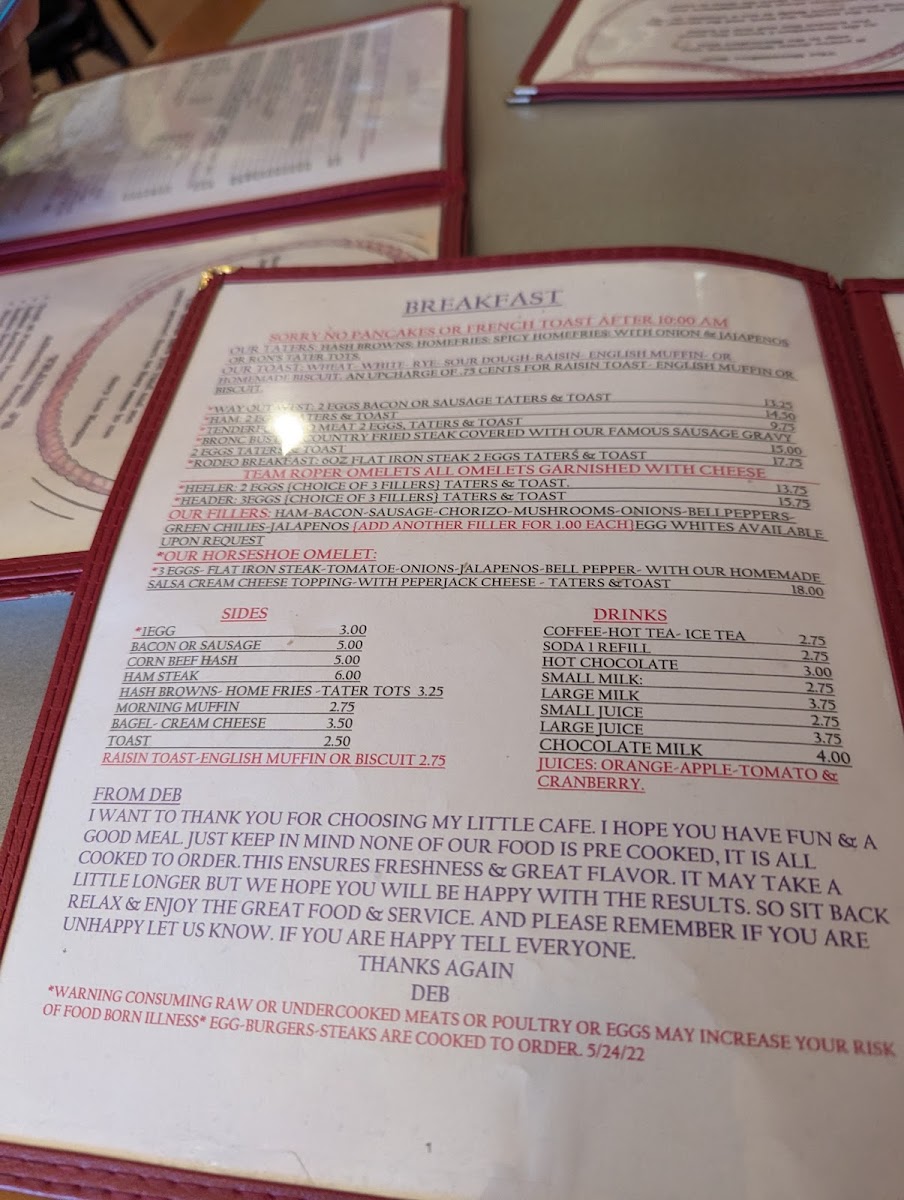 BREAKFAST
SORRY NO PANCAKES OR FRENCH TOAST AFTER 10:00 AM
OUR TATERS: HASH BROWNS: HOMEFRIES: SPICY HOMEFRIES: WITH ONION & JALAPENOS
OR RON'S TATER TOTS.
OUR TOAST: WHEAT- WHITE- RYE- SOUR DOUGH-RAISIN- ENGLISH MUFFIN- OR
HOMEMADE BISCUIT. AN UPCHARGE OF .75 CENTS FOR RAISIN TOAST- ENGLISH MUFFIN OR
BISCUIT.
*WAY OUT WEST: 2 EGGS BACON OR SAUSAGE TATERS & TOAST 13.25
*HAM: 2 TATERS & TOAST 14.50
MEAT, 2 EGGS, TATERS & TOAST 9.75
*BRONC COUNTRY FRIED STEAK COVERED WITH OUR FAMOUS SAUSAGE GRAVY
2 EGGS TATERS & TOAST 15.00
*RODEO BREAKFAST: 6OZ FLAT IRON STEAK 2 EGGS TATERS & TOAST 17.75
TEAM ROPER OMELETS ALL OMELETS GARNISHED WITH CHEESE
*HEELER: 2 EGGS [CHOICE OF 3 FILLERS] TATERS & TOAST. 13.75
*HEADER: 3EGGS [CHOICE OF 3 FILLERS] TATERS & TOAST 15.75
OUR FILLERS: HAM-BACON-SAUSAGE-CHORIZO-MUSHROOMS-ONIONS-BELLPEPPERS-
GREEN CHILIES-JALAPENOS [ADD ANOTHER FILLER FOR 1.00 EACH] EGG WHITES AVAILABLE
UPON REQUEST
*OUR HORSESHOE OMELET:
*3 EGGS- FLAT IRON STEAK-TOMATOE-ONIONS-JALAPENOS-BELL PEPPER- WITH OUR HOMEMADE
SALSA CREAM CHEESE TOPPING-WITH PEPERJACK CHEESE - TATERS &TOAST 18.00
SIDES
*1EGG 3.00
BACON OR SAUSAGE 5.00
CORN BEEF HASH 5.00
HAM STEAK 6.00
HASH BROWNS- HOME FRIES -TATER TOTS 3.25
MORNING MUFFIN 2.75
BAGEL- CREAM CHEESE 3.50
TOAST 2.50
RAISIN TOAST-ENGLISH MUFFIN OR BISCUIT 2.75
DRINKS
COFFEE-HOT TEA- ICE TEA 2.75
SODA 1 REFILL 2.75
HOT CHOCOLATE 3.00
SMALL MILK: 2.75
LARGE MILK 3.75
SMALL JUICE 2.75
LARGE JUICE 3.75
CHOCOLATE MILK 4.00
JUICES: ORANGE-APPLE-TOMATO &
CRANBERRY.
FROM DEB
I WANT TO THANK YOU FOR CHOOSING MY LITTLE CAFE. I HOPE YOU HAVE FUN & A
GOOD MEAL. JUST KEEP IN MIND NONE OF OUR FOOD IS PRE COOKED, IT IS ALL
COOKED TO ORDER.THIS ENSURES FRESHNESS & GREAT FLAVOR. IT MAY TAKE A
LITTLE LONGER BUT WE HOPE YOU WILL BE HAPPY WITH THE RESULTS. SO SIT BACK
RELAX & ENJOY THE GREAT FOOD & SERVICE. AND PLEASE REMEMBER IF YOU ARE
UNHAPPY LET US KNOW. IF YOU ARE HAPPY TELL EVERYONE.
THANKS AGAIN
DEB
*WARNING CONSUMING RAW OR UNDERCOOKED MEATS OR POULTRY OR EGGS MAY INCREASE YOUR RISK
OF FOOD BORN ILLNESS* EGG-BURGERS-STEAKS ARE COOKED TO ORDER. 5/24/22
1